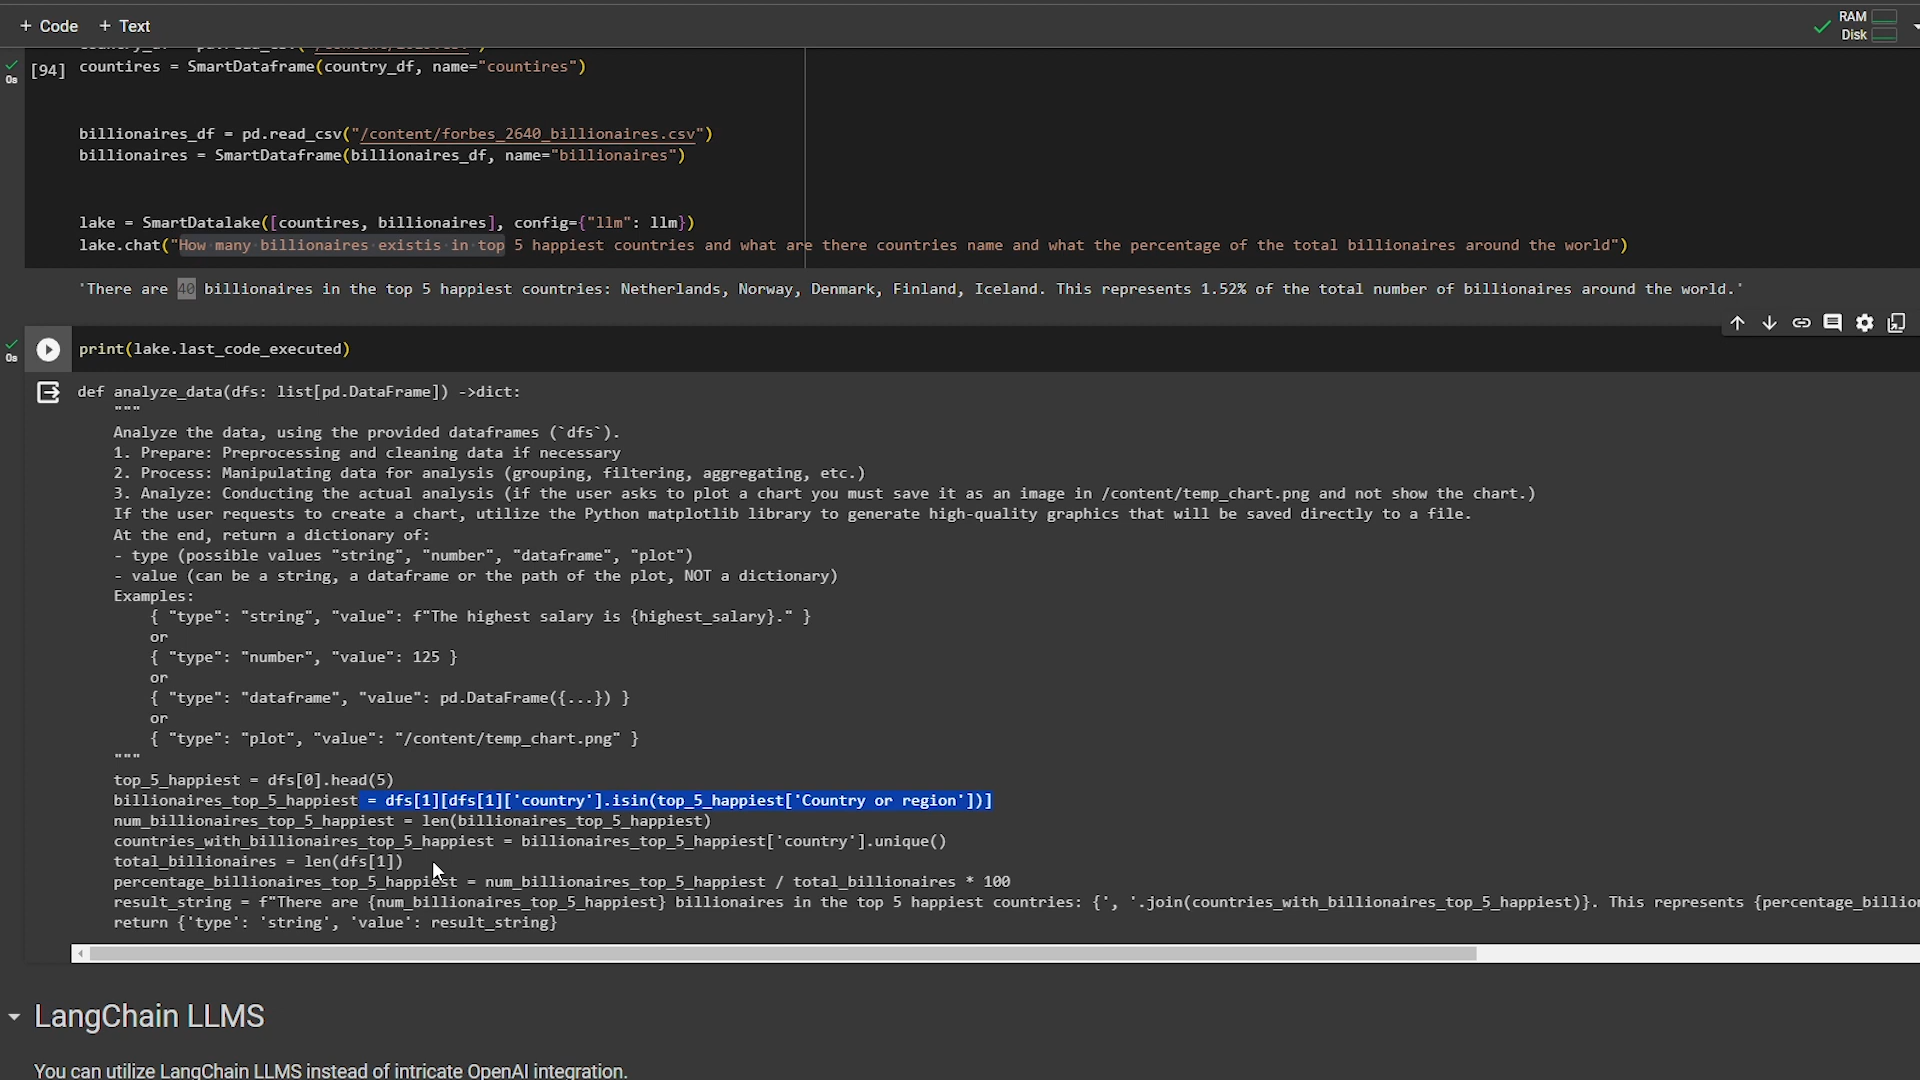 + Code + Text
RAM
Disk
0s
[94] countires = SmartDataframe(country_df, name="countires")
billionaires_df = pd.read_csv("/content/forbes_2640_billionaires.csv")
billionaires = SmartDataframe(billionaires_df, name="billionaires")
lake = SmartDatalake([countires, billionaires], config={"llm": llm})
lake.chat("How many billionaires existis in top 5 happiest countries and what are there countries name and what the percentage of the total billionaires around the world")
'There are 40 billionaires in the top 5 happiest countries: Netherlands, Norway, Denmark, Finland, Iceland. This represents 1.52% of the total number of billionaires around the world.'
0s
print(lake.last_code_executed)
def analyze_data(dfs: list[pd.DataFrame]) ->dict:
"""
Analyze the data, using the provided dataframes (`dfs`).
1. Prepare: Preprocessing and cleaning data if necessary
2. Process: Manipulating data for analysis (grouping, filtering, aggregating, etc.)
3. Analyze: Conducting the actual analysis (if the user asks to plot a chart you must save it as an image in /content/temp_chart.png and not show the chart.)
If the user requests to create a chart, utilize the Python matplotlib library to generate high-quality graphics that will be saved directly to a file.
At the end, return a dictionary of:
- type (possible values "string", "number", "dataframe", "plot")
- value (can be a string, a dataframe or the path of the plot, NOT a dictionary)
Examples:
{ "type": "string", "value": f"The highest salary is {highest_salary}." }
or
{ "type": "number", "value": 125 }
or
{ "type": "dataframe", "value": pd.DataFrame({...}) }
or
{ "type": "plot", "value": "/content/temp_chart.png" }
"""
top_5_happiest = dfs[0].head(5)
billionaires_top_5_happiest = dfs[1][dfs[1]['country'].isin(top_5_happiest['Country or region'])]
num_billionaires_top_5_happiest = len(billionaires_top_5_happiest)
countries_with_billionaires_top_5_happiest = billionaires_top_5_happiest['country'].unique()
total_billionaires = len(dfs[1])
percentage_billionaires_top_5_happiest = num_billionaires_top_5_happiest / total_billionaires * 100
result_string = f"There are {num_billionaires_top_5_happiest} billionaires in the top 5 happiest countries: {', '.join(countries_with_billionaires_top_5_happiest)}. This represents {percentage_billio
return {'type': 'string', 'value': result_string}
LangChain LLMS
You can utilize LangChain LLMS instead of intricate OpenAI integration.